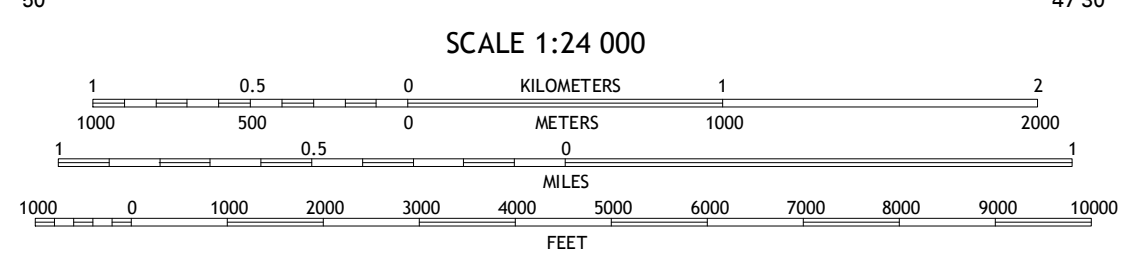 50 47'30
SCALE 1:24 000
1 0.5 0 KILOMETERS 1 2
1000 500 0 METERS 1000 2000
1 0.5 0 1
MILES
1000 0 1000 2000 3000 4000 5000 6000 7000 8000 9000 10000
FEET